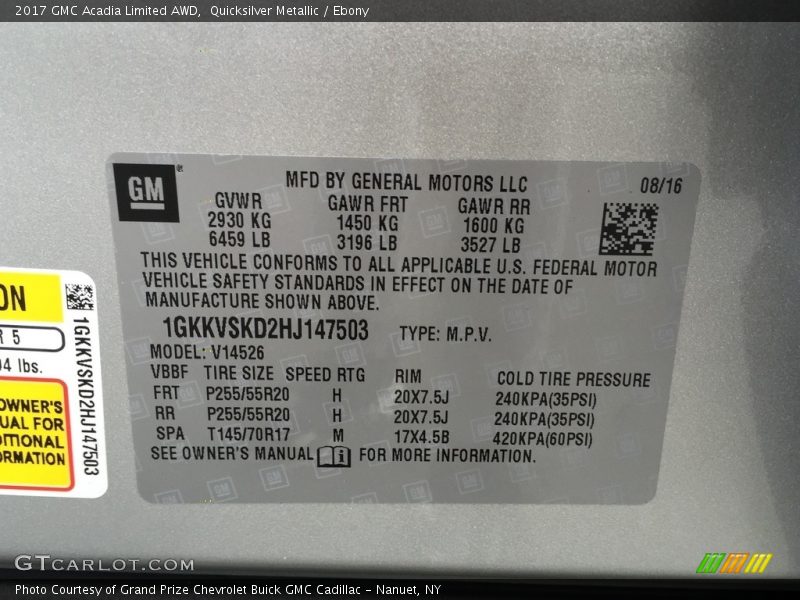 2017 GMC Acadia Limited AWD, Quicksilver Metallic / Ebony
GM
MFD BY GENERAL MOTORS LLC
08/16
GVWR GAWR FRT GAWR RR
2930 KG 1450 KG 1600 KG
6459 LB 3196 LB 3527 LB
THIS VEHICLE CONFORMS TO ALL APPLICABLE U.S. FEDERAL MOTOR
VEHICLE SAFETY STANDARDS IN EFFECT ON THE DATE OF
MANUFACTURE SHOWN ABOVE.
1GKKVSKD2HJ147503 TYPE: M.P.V.
MODEL: V14526
VBBF TIRE SIZE SPEED RTG RIM COLD TIRE PRESSURE
FRT P255/55R20 H 20X7.5J 240KPA(35PSI)
RR P255/55R20 H 20X7.5J 240KPA(35PSI)
SPA T145/70R17 M 17X4.5B 420KPA(60PSI)
SEE OWNER'S MANUAL FOR MORE INFORMATION.
ON
R 5
04 lbs.
OWNER'S
UAL FOR
ITIONAL
ORMATION
1GKKVSKD2HJ147503
GTCARLOT.COM
Photo Courtesy of Grand Prize Chevrolet Buick GMC Cadillac - Nanuet, NY